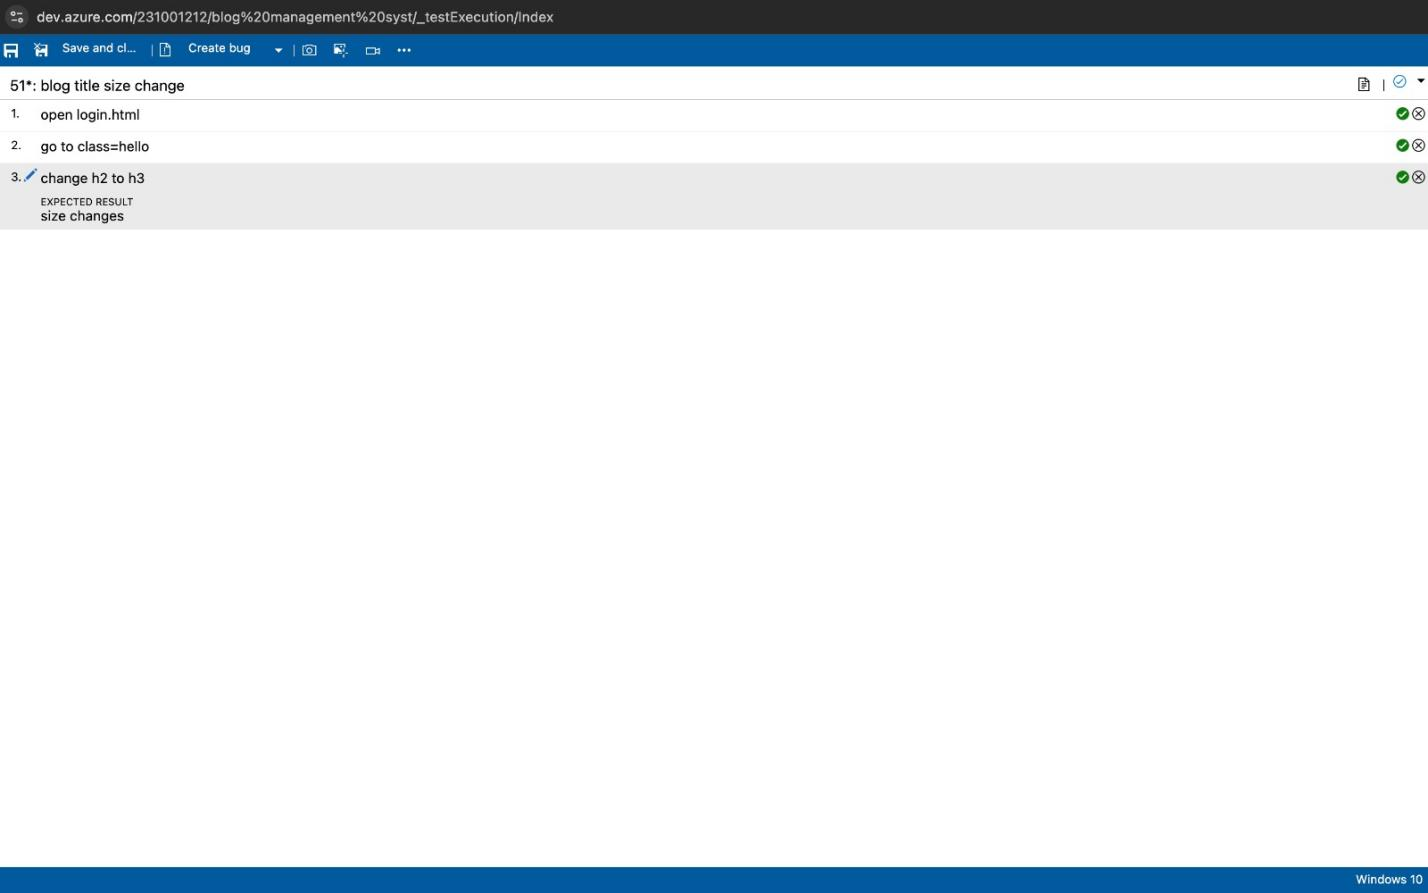 dev.azure.com/231001212/blog%20management%20syst/_testExecution/Index
Save and cl... | Create bug |
51*: blog title size change
1. open login.html
2. go to class=hello
3. change h2 to h3
EXPECTED RESULT
size changes
Windows 10